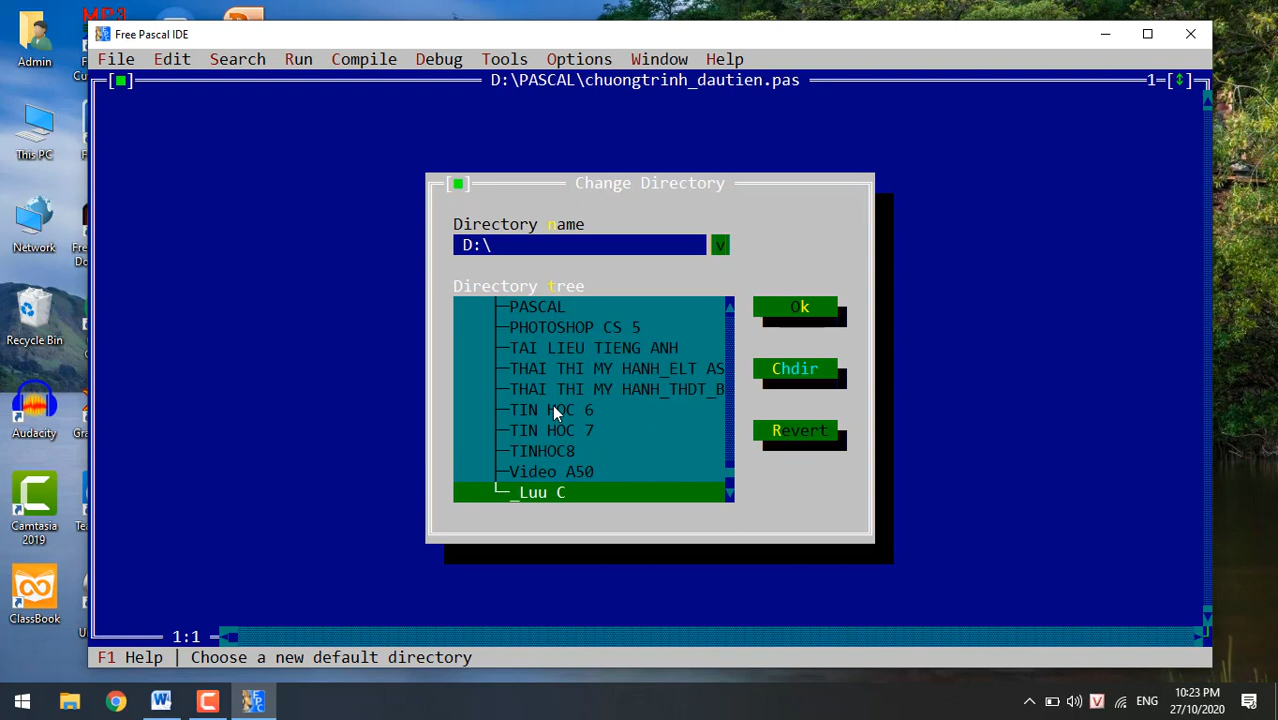 MP3
Free Pascal IDE
File Edit Search Run Compile Debug Tools Options Window Help
D:\PASCAL\chuongtrinh_dautien.pas
1
Change Directory
Directory name
D:\
v
Directory tree
PASCAL
PHOTOSHOP CS 5
TAI LIEU TIENG ANH
THAI THI MY HANH_ELT AS
THAI THI MY HANH_THDT_B
TIN HOC 6
TIN HOC 7
TINHOC8
Video A50
_Luu C
Ok
Chdir
Revert
1:1
F1 Help | Choose a new default directory
Admin
This PC
Network
Recycle Bin
Audacity
Camtasia
2019
ClassBook
ENG
10:23 PM
27/10/2020